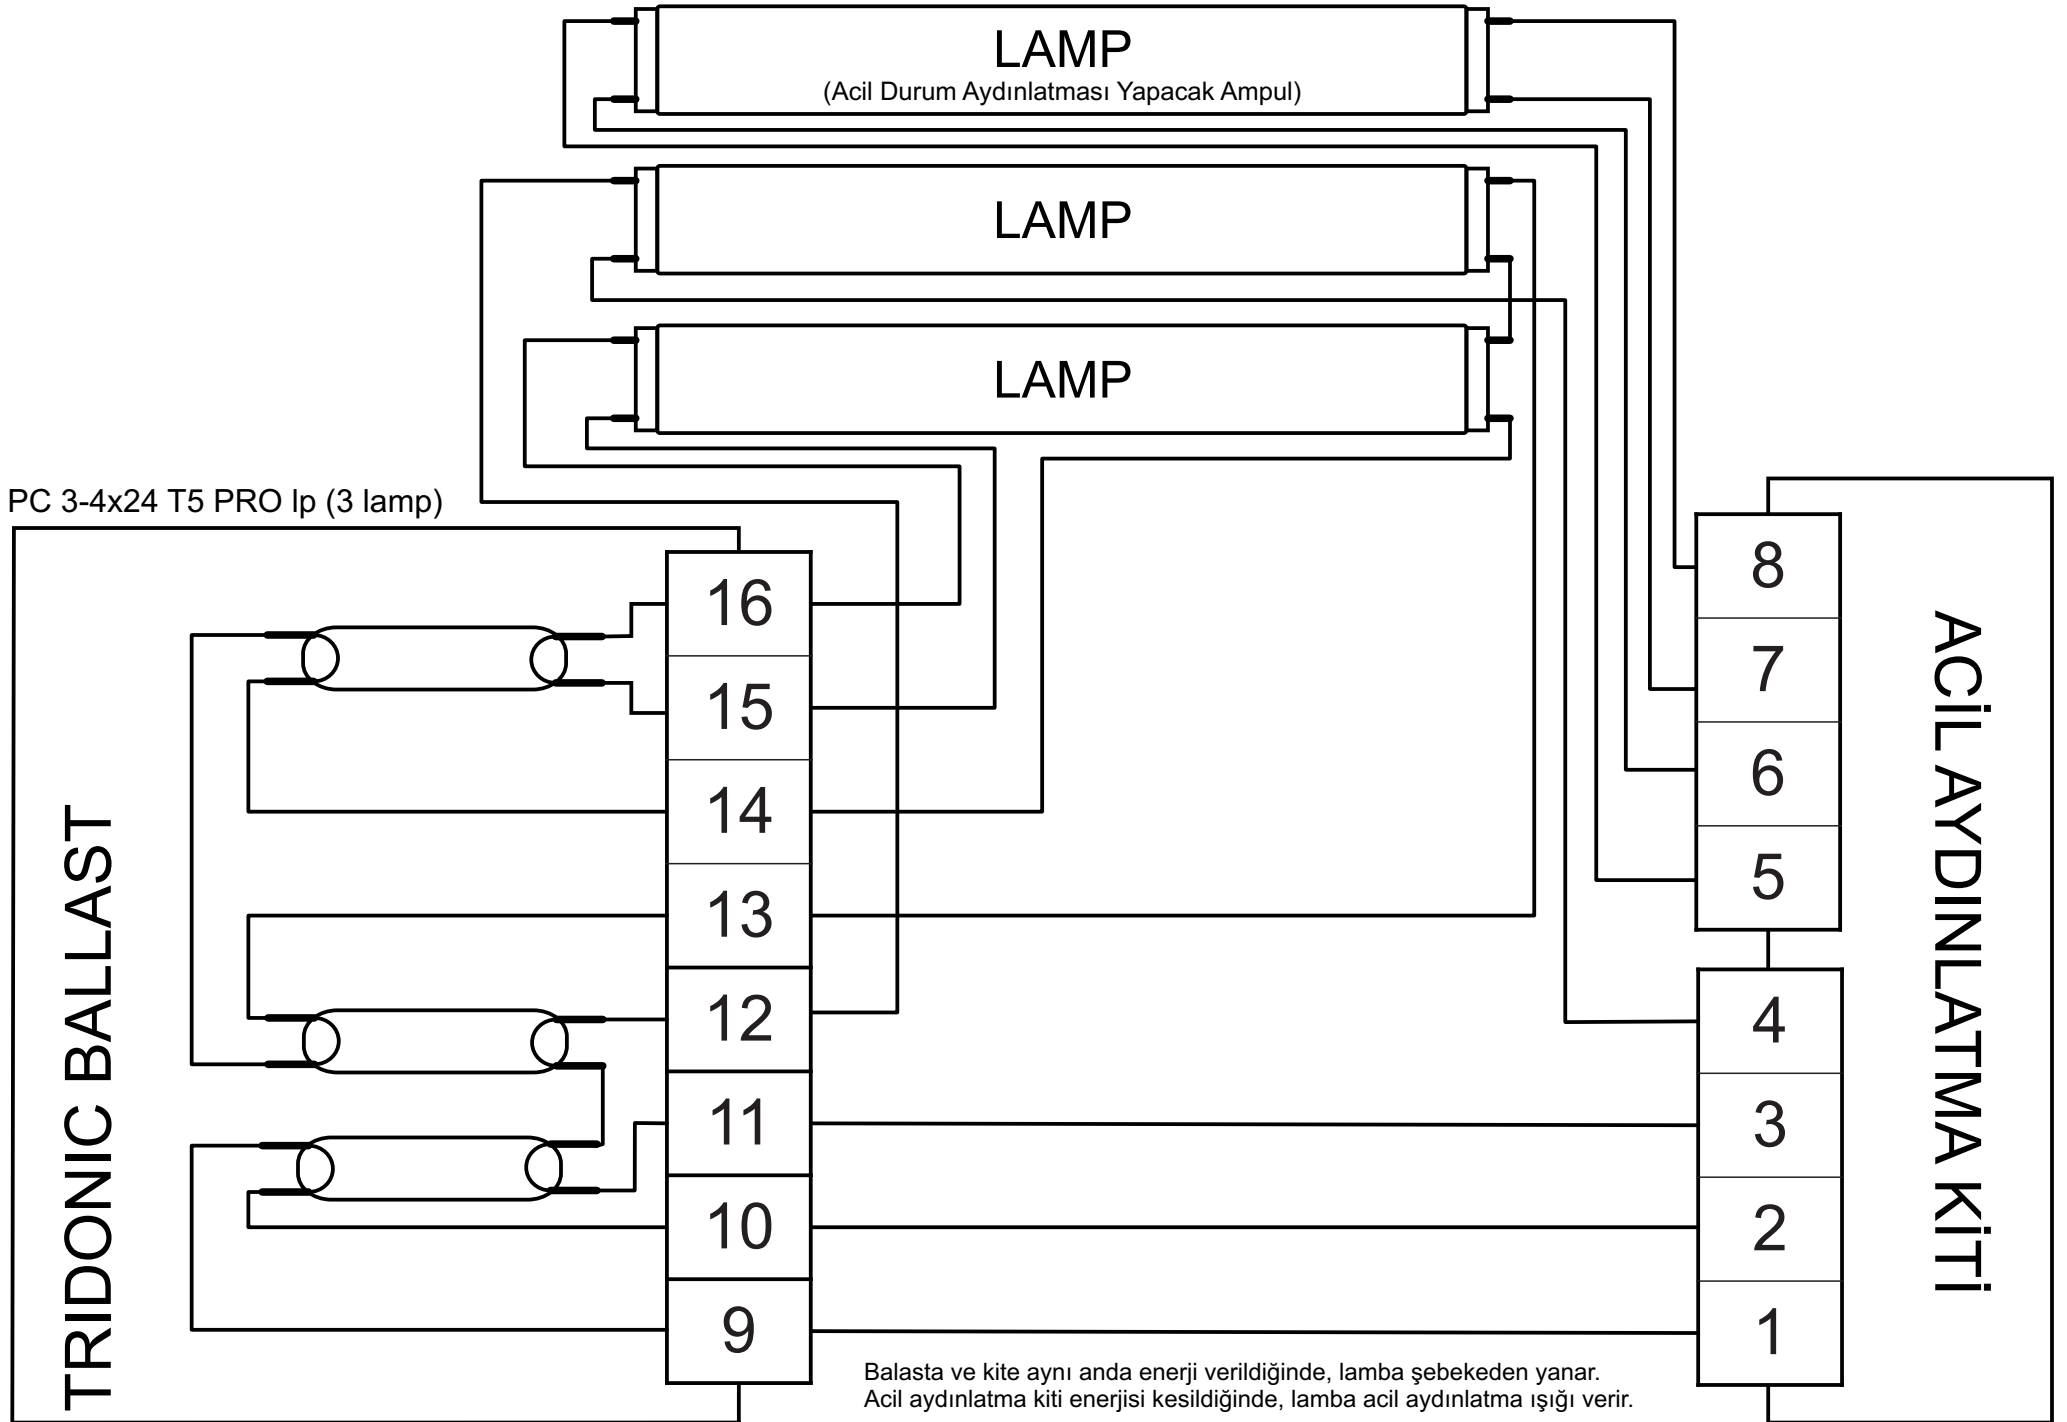 LAMP
(Acil Durum Aydınlatması Yapacak Ampul)
LAMP
LAMP
PC 3-4x24 T5 PRO lp (3 lamp)
TRIDONIC BALLAST
16
15
14
13
12
11
10
9
8
7
6
5
4
3
2
1
ACİL AYDINLATMA KİTİ
Balasta ve kite aynı anda enerji verildiğinde, lamba şebekeden yanar.
Acil aydınlatma kiti enerjisi kesildiğinde, lamba acil aydınlatma ışığı verir.